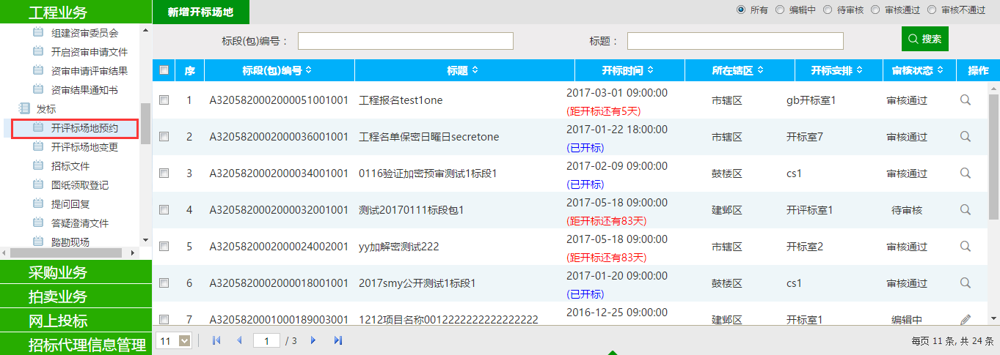 工程业务
组建资审委员会
开启资审申请文件
资审申请评审结果
资审结果通知书
发标
开评标场地预约
开评标场地变更
招标文件
图纸领取登记
提问回复
答疑澄清文件
踏勘现场
采购业务
拍卖业务
网上投标
招标代理信息管理
新增开标场地
所有 编辑中 待审核 审核通过 审核不通过
标段(包)编号： 标题： 搜索
序 标段(包)编号 标题 开标时间 所在辖区 开标安排 审核状态 操作
1 A3205820002000051001001 工程报名test1one 2017-03-01 09:00:00 市辖区 gb开标室1 审核通过
(距开标还有5天)
2 A3205820002000036001001 工程名单保密日曜日secretone 2017-01-22 18:00:00 市辖区 开标室7 审核通过
(已开标)
3 A3205820002000034001001 0116验证加密预审测试1标段1 2017-02-09 09:00:00 鼓楼区 cs1 审核通过
(已开标)
4 A3205820002000032001001 测试20170111标段包1 2017-05-18 09:00:00 建邺区 开评标室1 待审核
(距开标还有83天)
5 A3205820002000024002001 yy加解密测试222 2017-05-18 09:00:00 市辖区 开标室2 审核通过
(距开标还有83天)
6 A3205820002000018001001 2017smy公开测试1标段1 2017-01-20 09:00:00 鼓楼区 cs1 审核通过
(已开标)
7 A3205820001000189003001 1212项目名称0012222222222222222 2016-12-25 09:00:00 建邺区 开标室1 编辑中
11 1 / 3 每页 11 条, 共 24 条